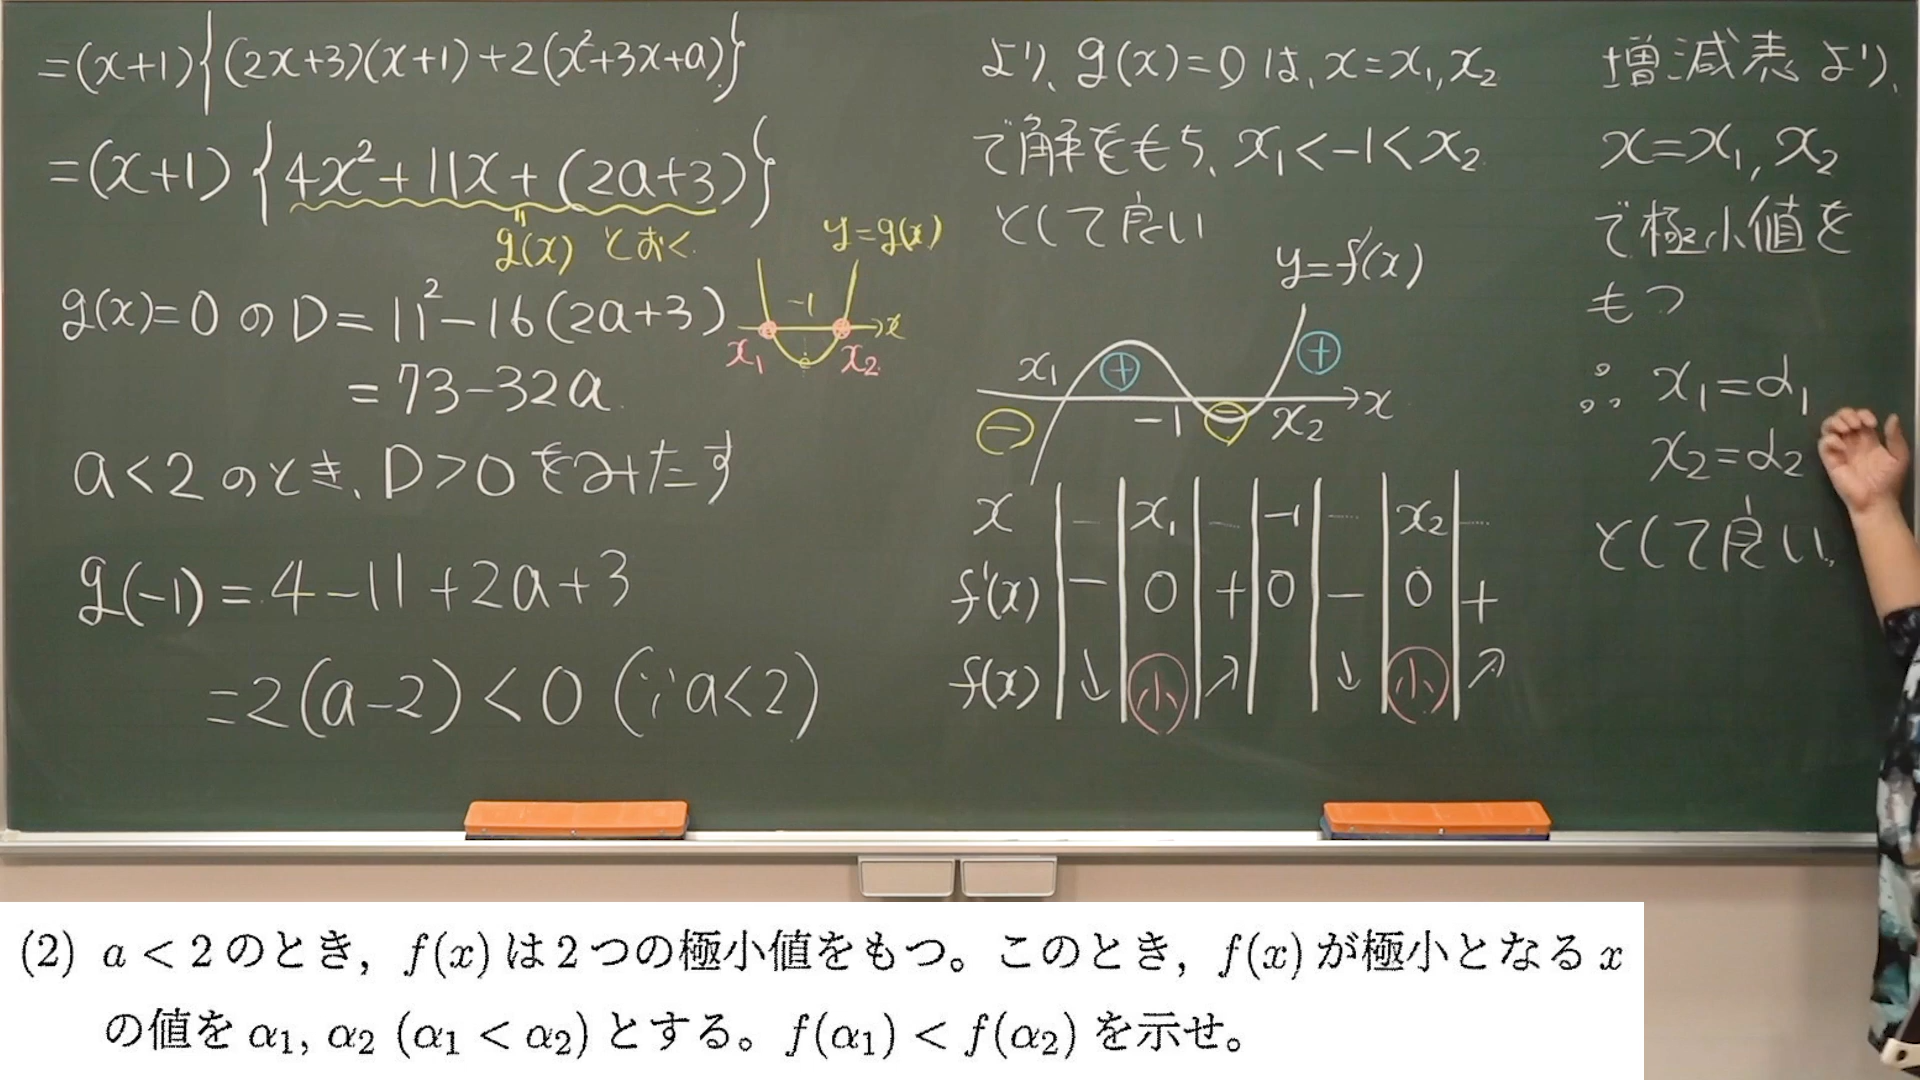 =(x+1){(2x+3)(x+1)+2(x²+3x+a)}
=(x+1){4x²+11x+(2a+3)}
"
g(x) とおく
g(x)=0 の D=11²-16(2a+3)
=73-32a
a<2のとき、D>0をみたす
g(-1)=4-11+2a+3
=2(a-2)<0 (∵a<2)
y=g(x)
-1
x
x₁
x₂
より、g(x)=0は、x=x₁,x₂
で解をもち、x₁<-1<x₂
として良い
y=f'(x)
x₁ + +
- -1 - x₂ x
x … x₁ … -1 … x₂ …
f'(x) - 0 + 0 - 0 +
f(x) ↘ 小 ↗ ↘ 小 ↗
増減表より、
x=x₁,x₂
で極小値を
もつ
∴ x₁=α₁
x₂=α₂
として良い。
(2) a < 2 のとき, f(x) は 2 つの極小値をもつ。このとき, f(x) が極小となる x
の値を α₁, α₂ (α₁ < α₂) とする。f(α₁) < f(α₂) を示せ。